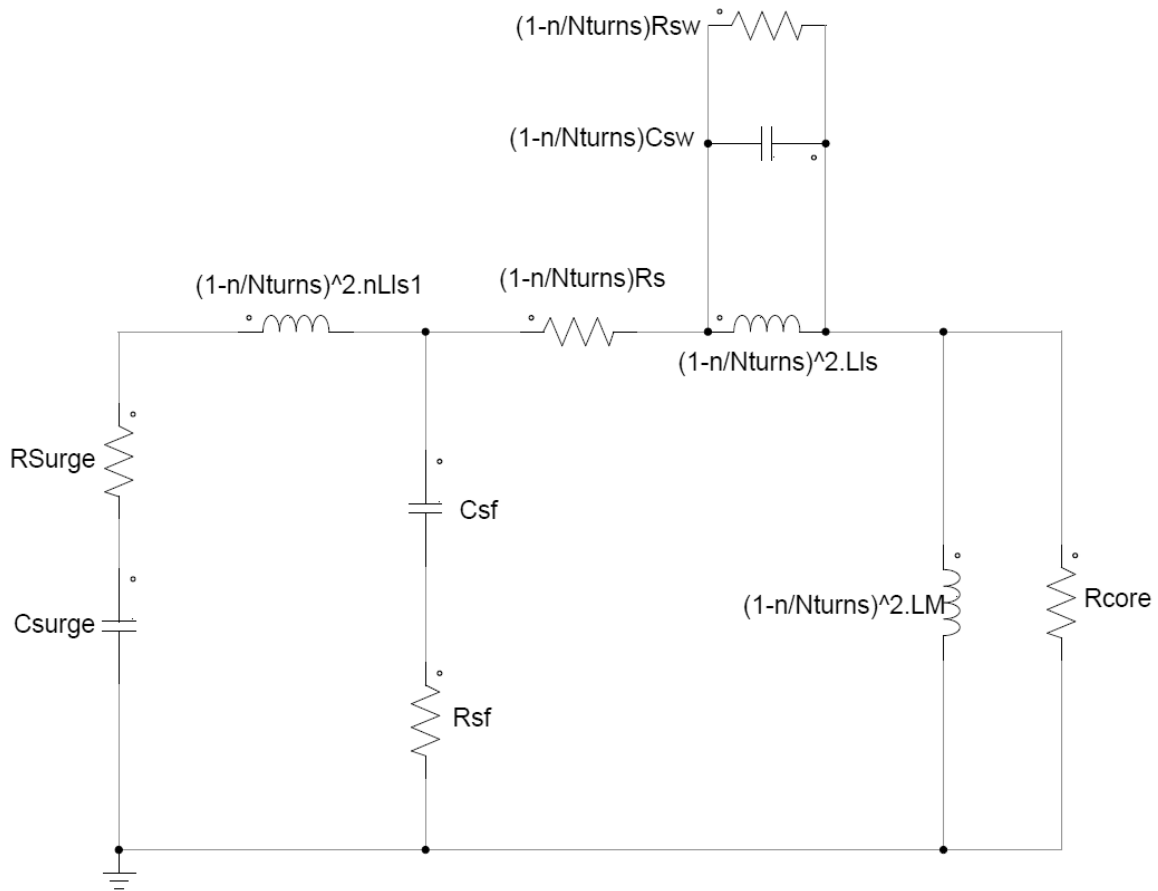 (1-n/Nturns)Rsw
(1-n/Nturns)Csw
(1-n/Nturns)^2.nLls1
(1-n/Nturns)Rs
(1-n/Nturns)^2.Lls
RSurge
Csf
Csurge
(1-n/Nturns)^2.LM
Rcore
Rsf